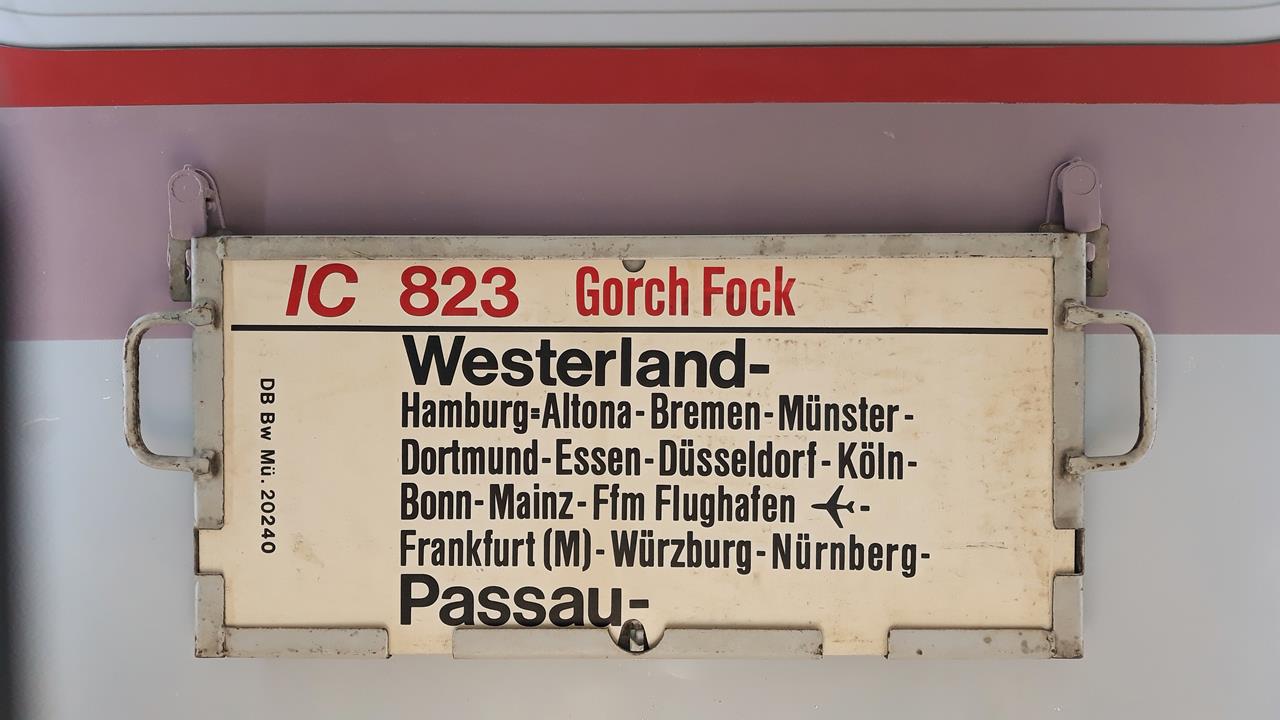 IC 823 Gorch Fock
Westerland-
Hamburg=Altona-Bremen-Münster-
Dortmund-Essen-Düsseldorf-Köln-
Bonn-Mainz-Ffm Flughafen ✈-
Frankfurt (M)-Würzburg-Nürnberg-
Passau-
DB Bw Mü. 20240